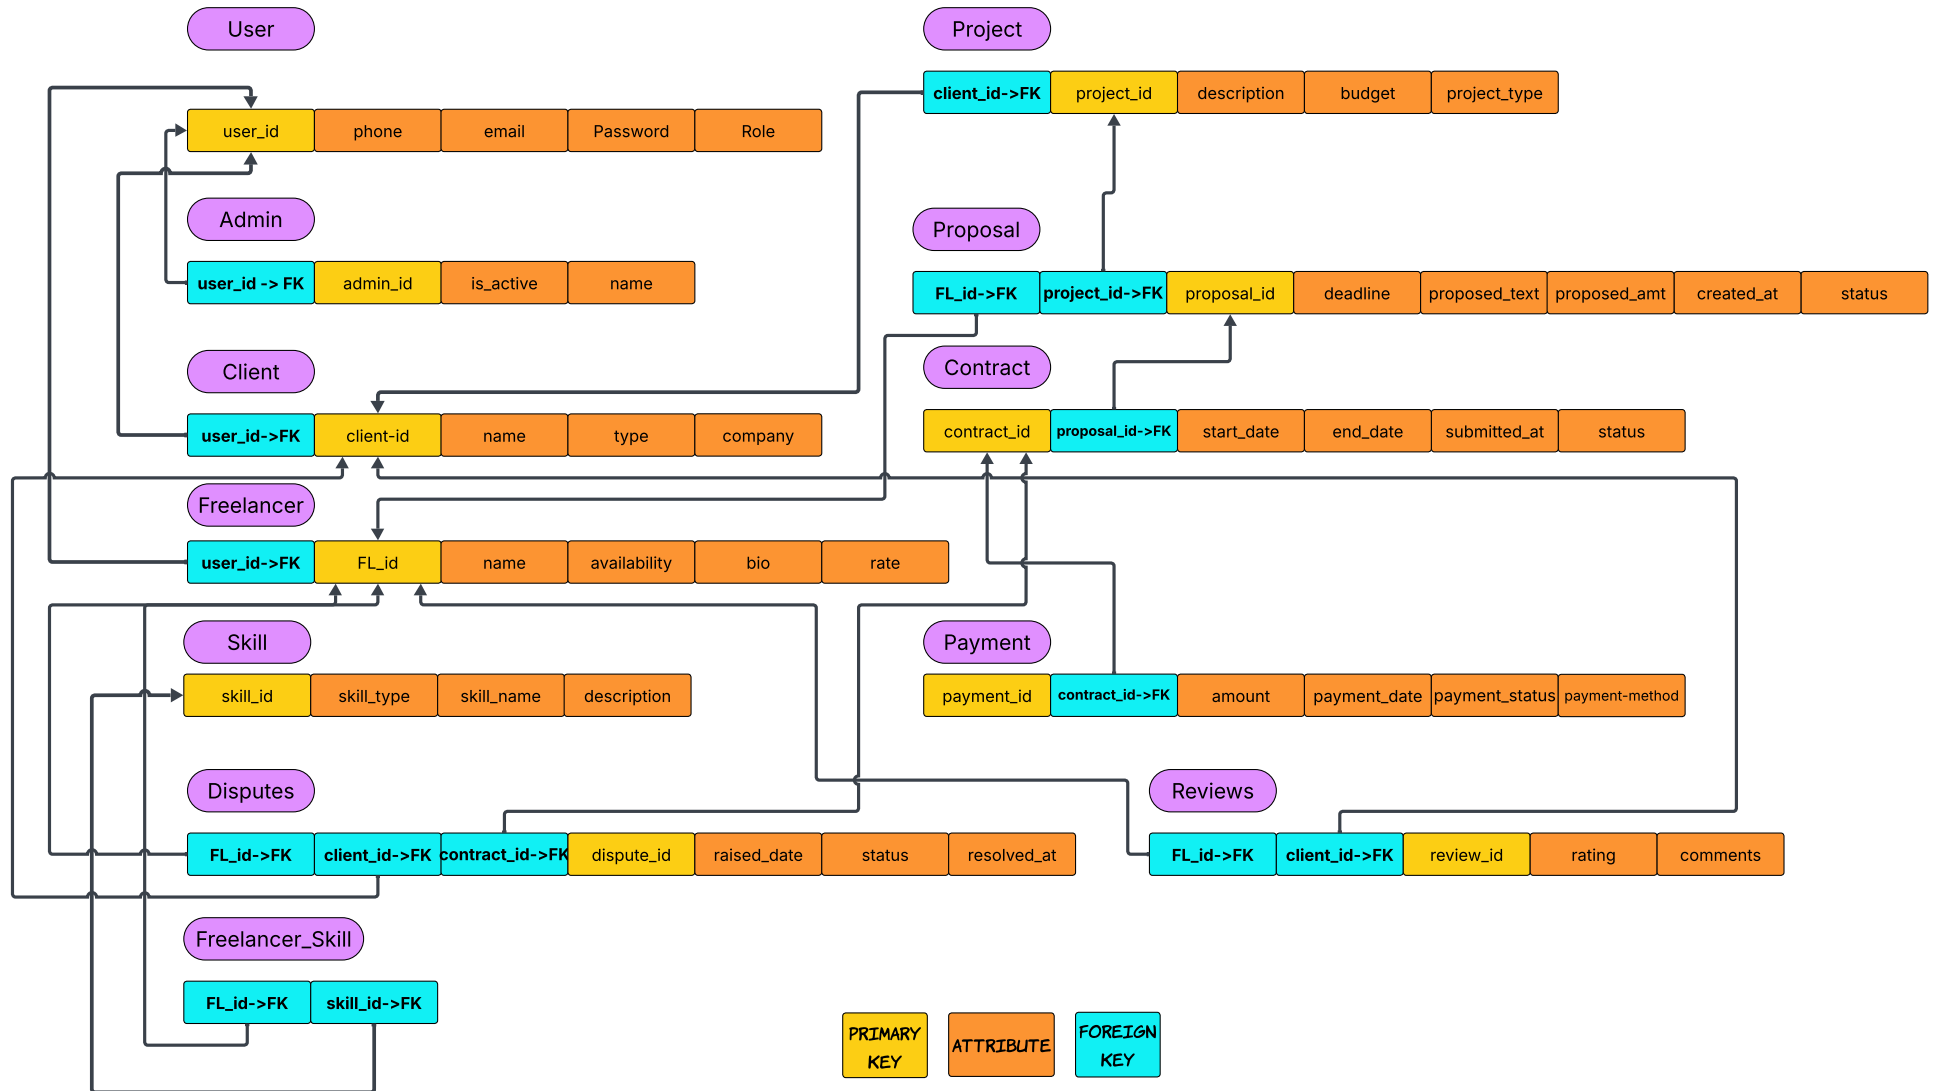 User
user_id phone email Password Role
Admin
user_id -> FK admin_id is_active name
Client
user_id->FK client-id name type company
Freelancer
user_id->FK FL_id name availability bio rate
Skill
skill_id skill_type skill_name description
Disputes
FL_id->FK client_id->FK contract_id->FK dispute_id raised_date status resolved_at
Freelancer_Skill
FL_id->FK skill_id->FK
Project
client_id->FK project_id description budget project_type
Proposal
FL_id->FK project_id->FK proposal_id deadline proposed_text proposed_amt created_at status
Contract
contract_id proposal_id->FK start_date end_date submitted_at status
Payment
payment_id contract_id->FK amount payment_date payment_status payment-method
Reviews
FL_id->FK client_id->FK review_id rating comments
PRIMARY
KEY
ATTRIBUTE
FOREIGN
KEY